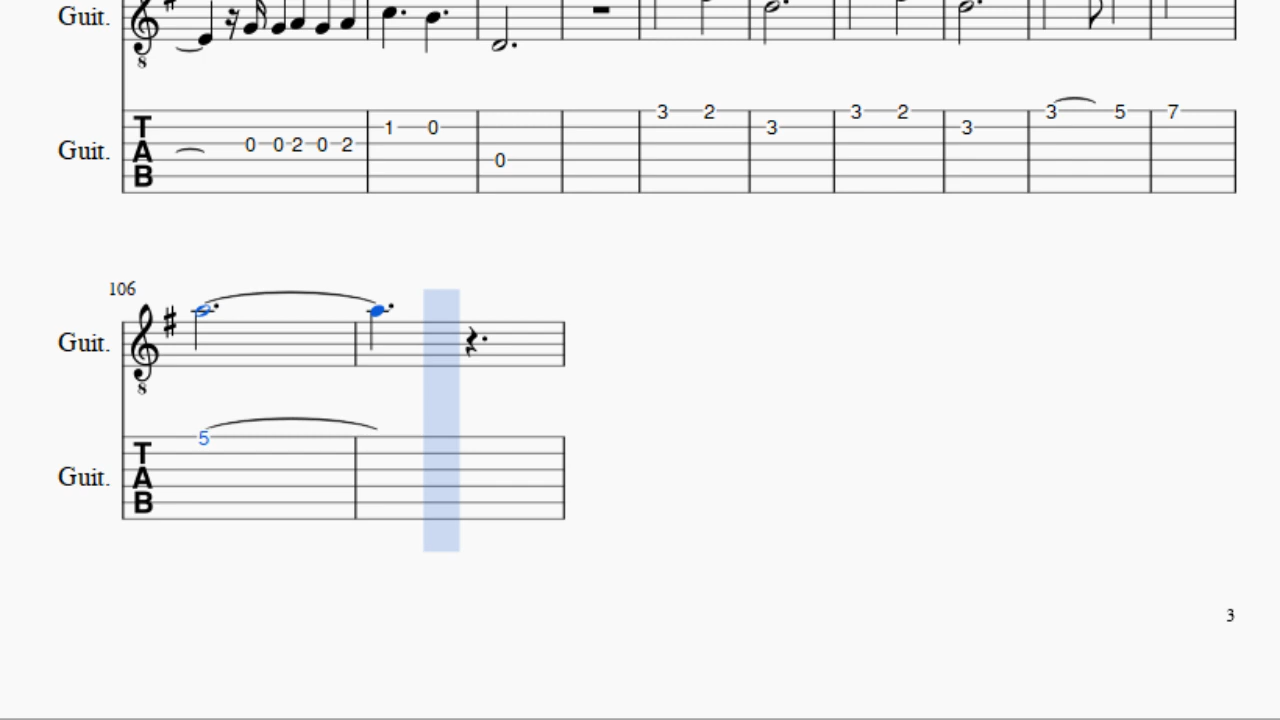 Guit.
8
3 2 3 2 3 5 7
T 1 0 3 3
Guit. A 0 0 2 0 2
0
B
106
8
Guit.
5
T
Guit. A
B
3